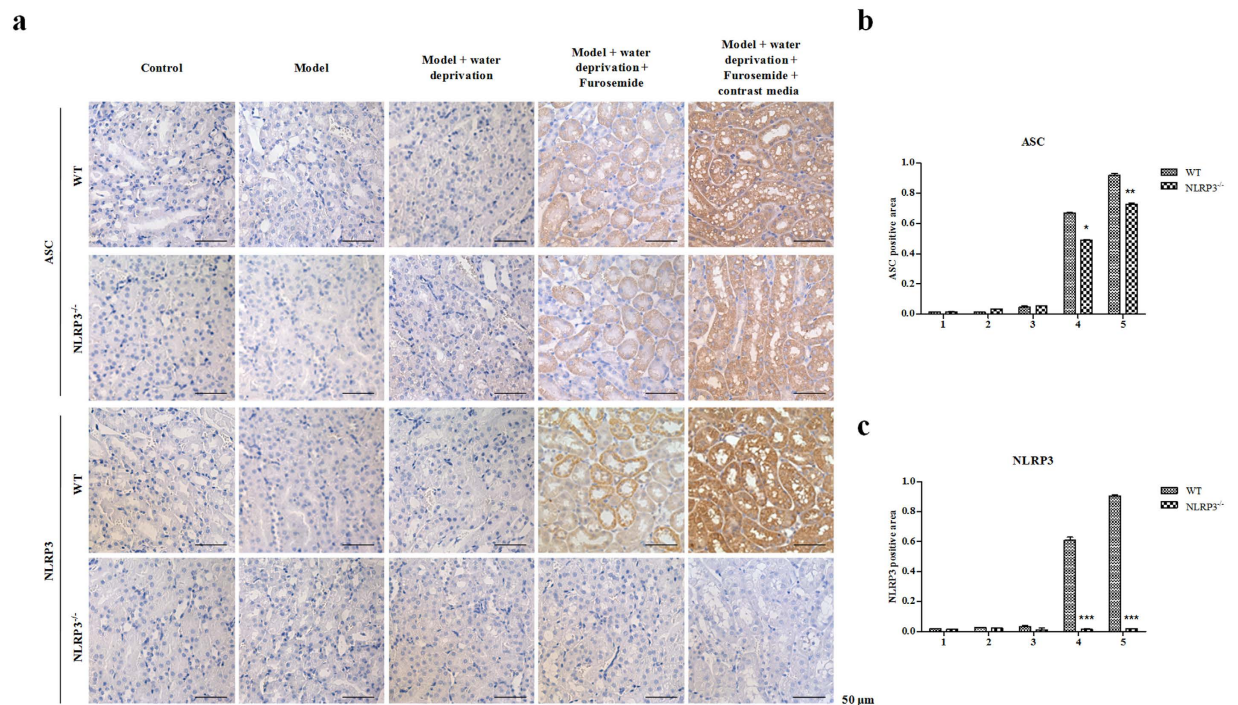 a
Control
Model
Model + water
deprivation
Model + water
deprivation +
Furosemide
Model + water
deprivation +
Furosemide +
contrast media
ASC
WT
NLRP3-/-
NLRP3
WT
NLRP3-/-
50 μm
b
ASC
ASC positive area
1.0
0.8
0.6
0.4
0.2
0.0
1 2 3 4 5
*
**
WT
NLRP3-/-
c
NLRP3
NLRP3 positive area
1.0
0.8
0.6
0.4
0.2
0.0
1 2 3 4 5
***
***
WT
NLRP3-/-